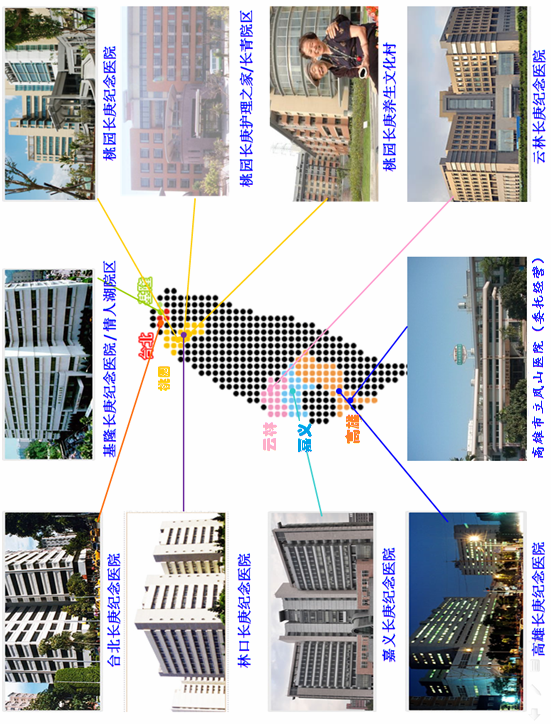 台北长庚纪念医院
基隆长庚纪念医院/情人湖院区
桃园长庚纪念医院
台北
基隆
桃园
林口长庚纪念医院
桃园长庚护理之家/长青院区
云林
嘉义
高雄
嘉义长庚纪念医院
桃园长庚养生文化村
高雄长庚纪念医院
高雄市立凤山医院（委托经营）
云林长庚纪念医院